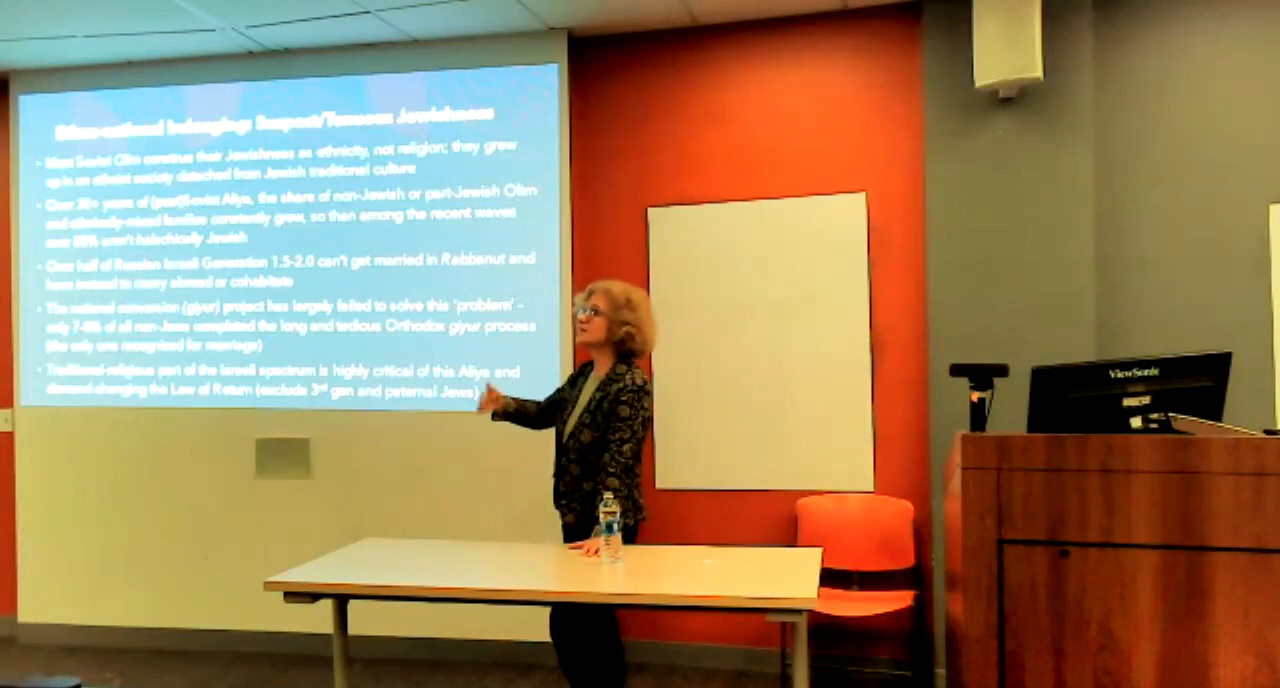 Ethno-national belonging: Suspect/Tenuous Jewishness
• Most Soviet Olim construe their Jewishness as ethnicity, not religion; they grew
up in an atheist society detached from Jewish traditional culture
• Over 30+ years of (post)Soviet Aliya, the share of non-Jewish or part-Jewish Olim
and ethnically-mixed families constantly grew, so than among the recent waves
over aren't halachically Jewish
• Over half of Russian Israeli Generation 1.5-2.0 can't get married in Rabbanut and
have instead to marry abroad or cohabitate
• The national conversion (giyur) project has largely failed to solve this 'problem' -
only of all non-Jews completed the long and tedious Orthodox giyur process
(the only one recognized for marriage)
• Traditional-religious part of the Israeli spectrum is highly critical of this Aliya and
demand changing the Law of Return (exclude 3rd gen and paternal Jews)
ViewSonic